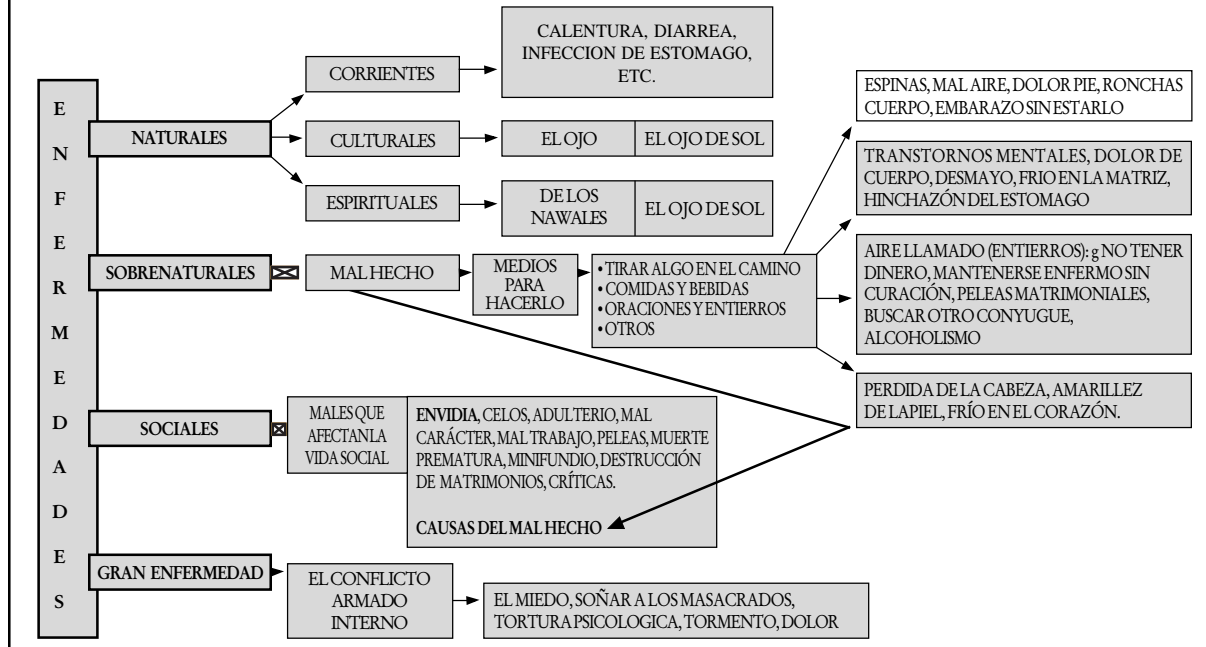 ENFERMEDADES
NATURALES
CORRIENTES
CALENTURA, DIARREA,
INFECCION DE ESTOMAGO,
ETC.
CULTURALES
EL OJO
EL OJO DE SOL
ESPIRITUALES
DE LOS
NAWALES
EL OJO DE SOL
SOBRENATURALES
MAL HECHO
MEDIOS
PARA
HACERLO
• TIRAR ALGO EN EL CAMINO
• COMIDAS Y BEBIDAS
• ORACIONES Y ENTIERROS
• OTROS
ESPINAS, MAL AIRE, DOLOR PIE, RONCHAS
CUERPO, EMBARAZO SIN ESTARLO
TRANSTORNOS MENTALES, DOLOR DE
CUERPO, DESMAYO, FRIO EN LA MATRIZ,
HINCHAZÓN DEL ESTOMAGO
AIRE LLAMADO (ENTIERROS): g NO TENER
DINERO, MANTENERSE ENFERMO SIN
CURACIÓN, PELEAS MATRIMONIALES,
BUSCAR OTRO CONYUGUE,
ALCOHOLISMO
PERDIDA DE LA CABEZA, AMARILLEZ
DE LAPIEL, FRÍO EN EL CORAZÓN.
SOCIALES
MALES QUE
AFECTAN LA
VIDA SOCIAL
ENVIDIA, CELOS, ADULTERIO, MAL
CARÁCTER, MAL TRABAJO, PELEAS, MUERTE
PREMATURA, MINIFUNDIO, DESTRUCCIÓN
DE MATRIMONIOS, CRÍTICAS.
CAUSAS DEL MAL HECHO
GRAN ENFERMEDAD
EL CONFLICTO
ARMADO
INTERNO
EL MIEDO, SOÑAR A LOS MASACRADOS,
TORTURA PSICOLOGICA, TORMENTO, DOLOR